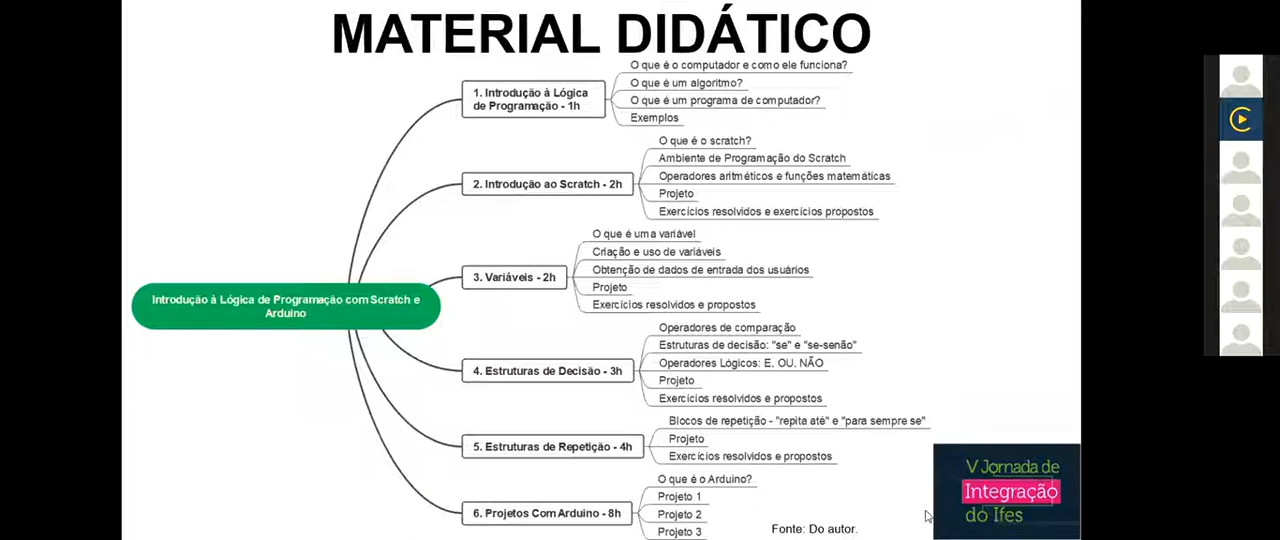 MATERIAL DIDÁTICO
Introdução à Lógica de Programação com Scratch e
Arduino
1. Introdução à Lógica
de Programação - 1h
O que é o computador e como ele funciona?
O que é um algoritmo?
O que é um programa de computador?
Exemplos
2. Introdução ao Scratch - 2h
O que é o scratch?
Ambiente de Programação do Scratch
Operadores aritméticos e funções matemáticas
Projeto
Exercícios resolvidos e exercícios propostos
3. Variáveis - 2h
O que é uma variável
Criação e uso de variáveis
Obtenção de dados de entrada dos usuários
Projeto
Exercícios resolvidos e propostos
4. Estruturas de Decisão - 3h
Operadores de comparação
Estruturas de decisão: "se" e "se-senão"
Operadores Lógicos: E, OU, NÃO
Projeto
Exercícios resolvidos e propostos
5. Estruturas de Repetição - 4h
Blocos de repetição - "repita até" e "para sempre se"
Projeto
Exercícios resolvidos e propostos
6. Projetos Com Arduino - 8h
O que é o Arduino?
Projeto 1
Projeto 2
Projeto 3
Fonte: Do autor.
V Jornada de
Integração
do Ifes